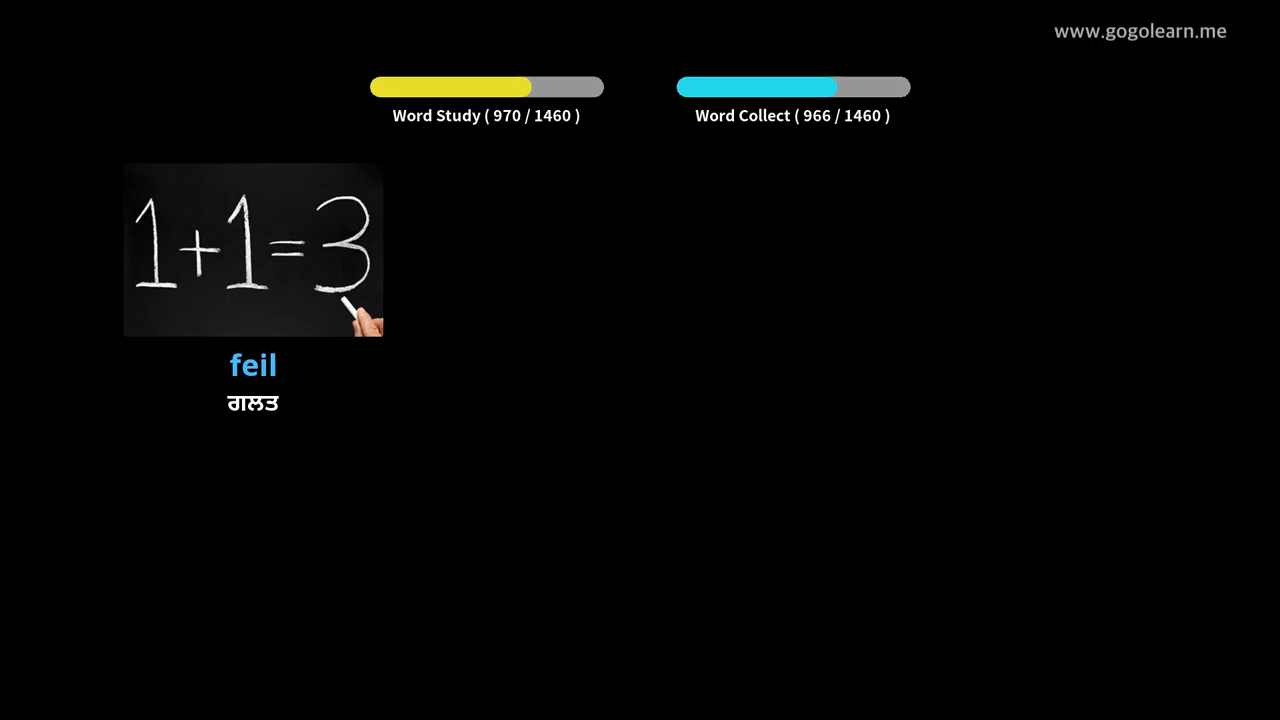 www.gogolearn.me
Word Study ( 970 / 1460 )
Word Collect ( 966 / 1460 )
1+1=3
feil
ਗਲਤ